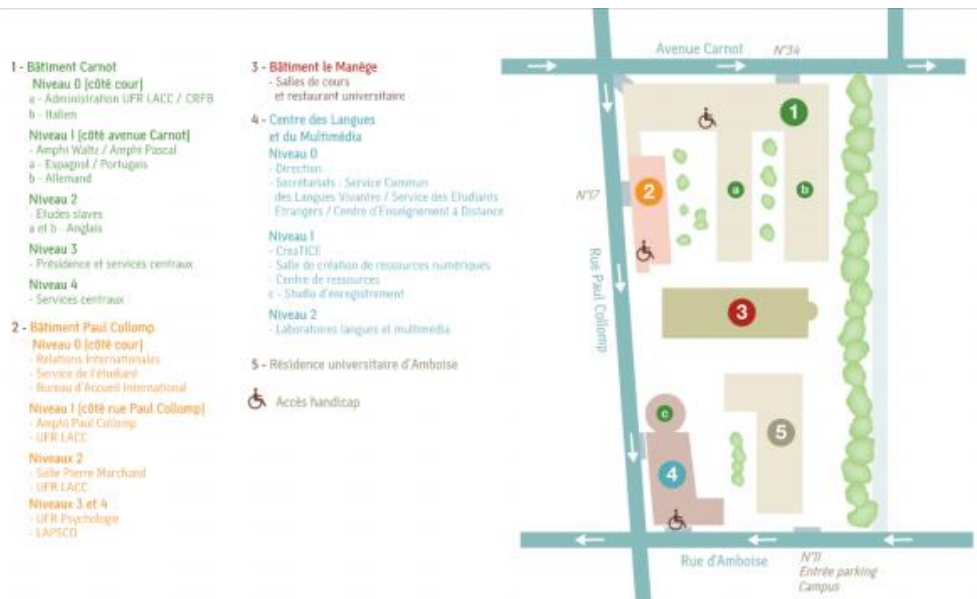 1 - Bâtiment Carnot
Niveau 0 (côté cour)
a - Administration UFR LACC / CRFB
b - Italien
Niveau 1 (côté avenue Carnot)
- Amphi Waltz / Amphi Pascal
a - Espagnol / Portugais
b - Allemand
Niveau 2
- Etudes slaves
a et b - Anglais
Niveau 3
- Présidence et services centraux
Niveau 4
- Services centraux
2 - Bâtiment Paul Collomp
Niveau 0 (côté cour)
- Relations Internationales
- Service de l'étudiant
- Bureau d'Accueil International
Niveau 1 (côté rue Paul Collomp)
- Amphi Paul Collomp
- UFR LACC
Niveaux 2
- Salle Pierre Marchand
- UFR LACC
Niveaux 3 et 4
- UFR Psychologie
- LAPSCO
3 - Bâtiment le Manège
- Salles de cours
et restaurant universitaire
4 - Centre des Langues
et du Multimédia
Niveau 0
- Direction
- Secrétariats : Service Commun
des Langues Vivantes / Service des Etudiants
Etrangers / Centre d'Enseignement à Distance
Niveau 1
- CreaTICE
- Salle de création de ressources numériques
- Centre de ressources
c - Studio d'enregistrement
Niveau 2
- Laboratoires langues et multimédia
5 - Résidence universitaire d'Amboise
Accès handicap
Avenue Carnot
N°34
1
2
N°17
a
b
Rue Paul Collomp
3
c
4
5
Rue d'Amboise
N°11
Entrée parking
Campus